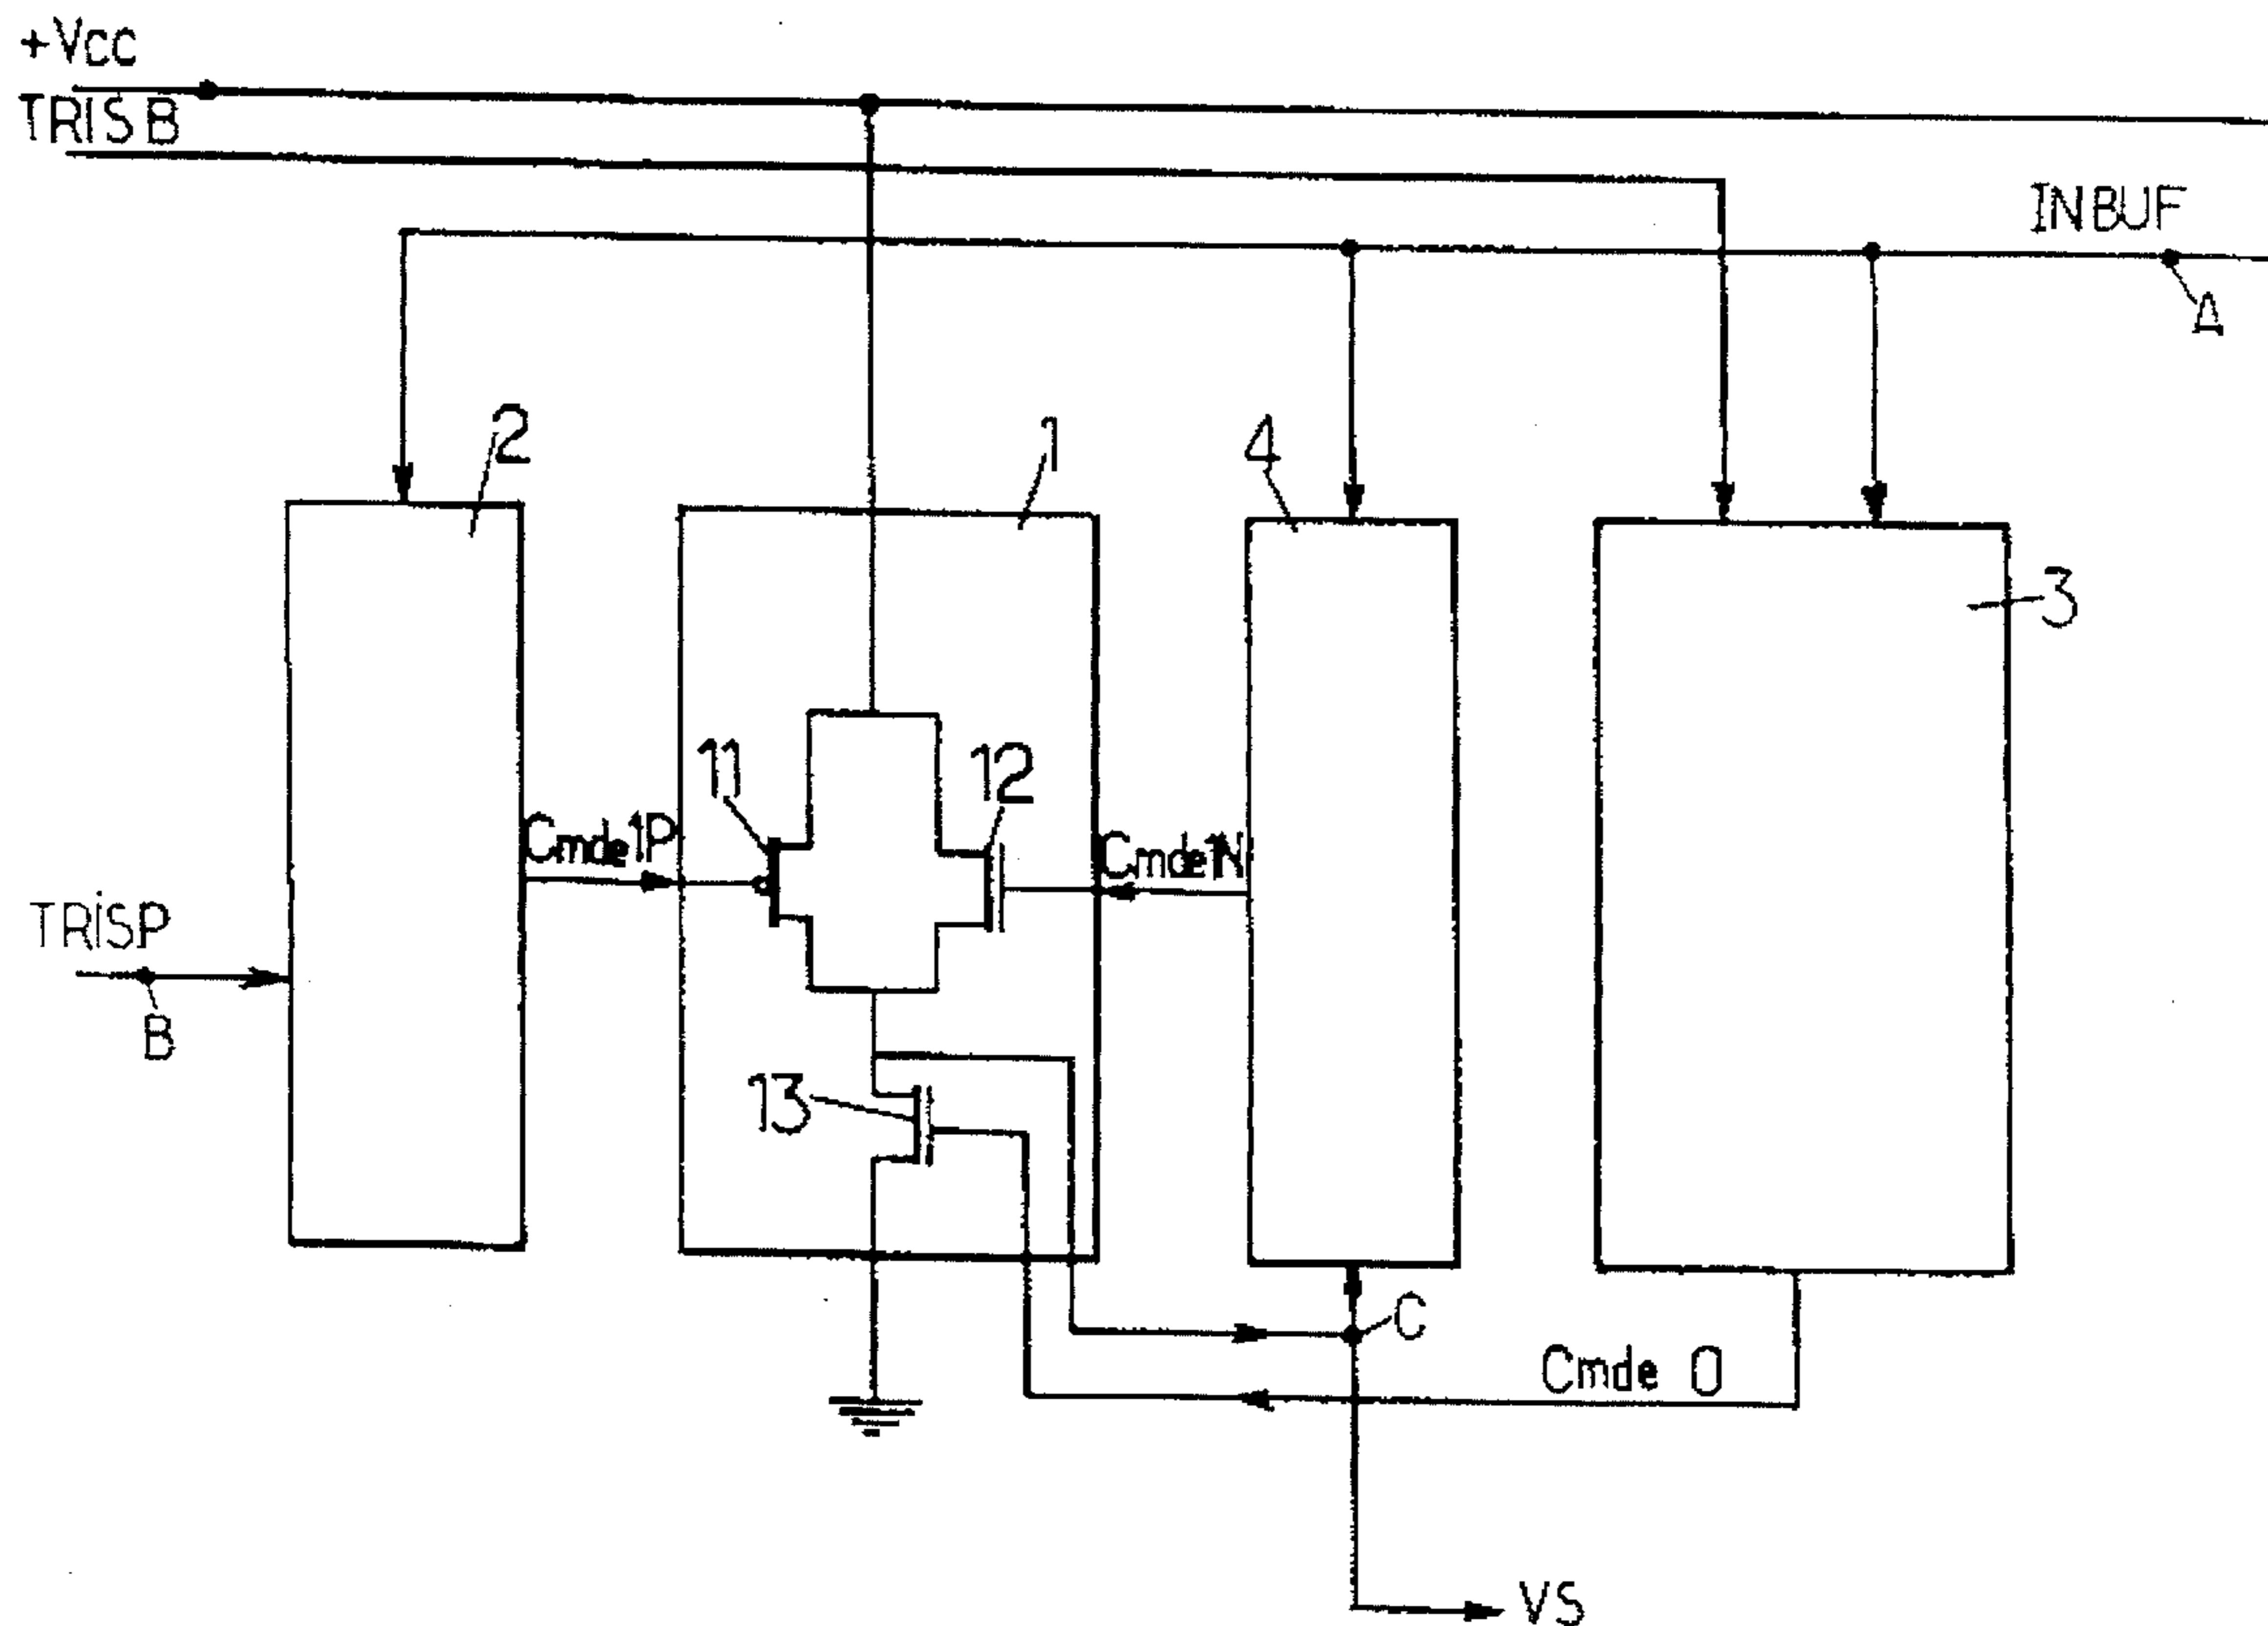 +Vcc
TRIS B
INBUF
A
2
1
4
3
11
12
Cmde1P
Cmde1N
TRISP
B
13
C
Cmde 0
VS